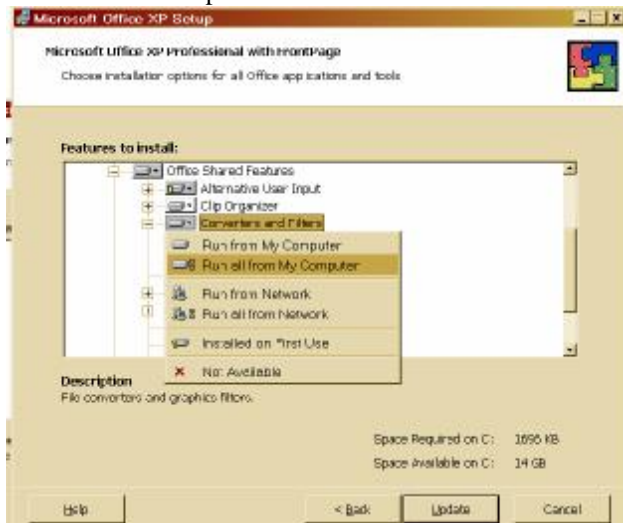 Microsoft Office XP Setup
Microsoft Office XP Professional with FrontPage
Choose installation options for all Office applications and tools
Features to install:
Office Shared Features
Alternative User Input
Clip Organizer
Converters and Filters
Run from My Computer
Run all from My Computer
Run from Network
Run all from Network
Installed on First Use
Not Available
Description
File converters and graphics filters.
Space Required on C: 1696 KB
Space Available on C: 14 GB
Help
< Back
Update
Cancel